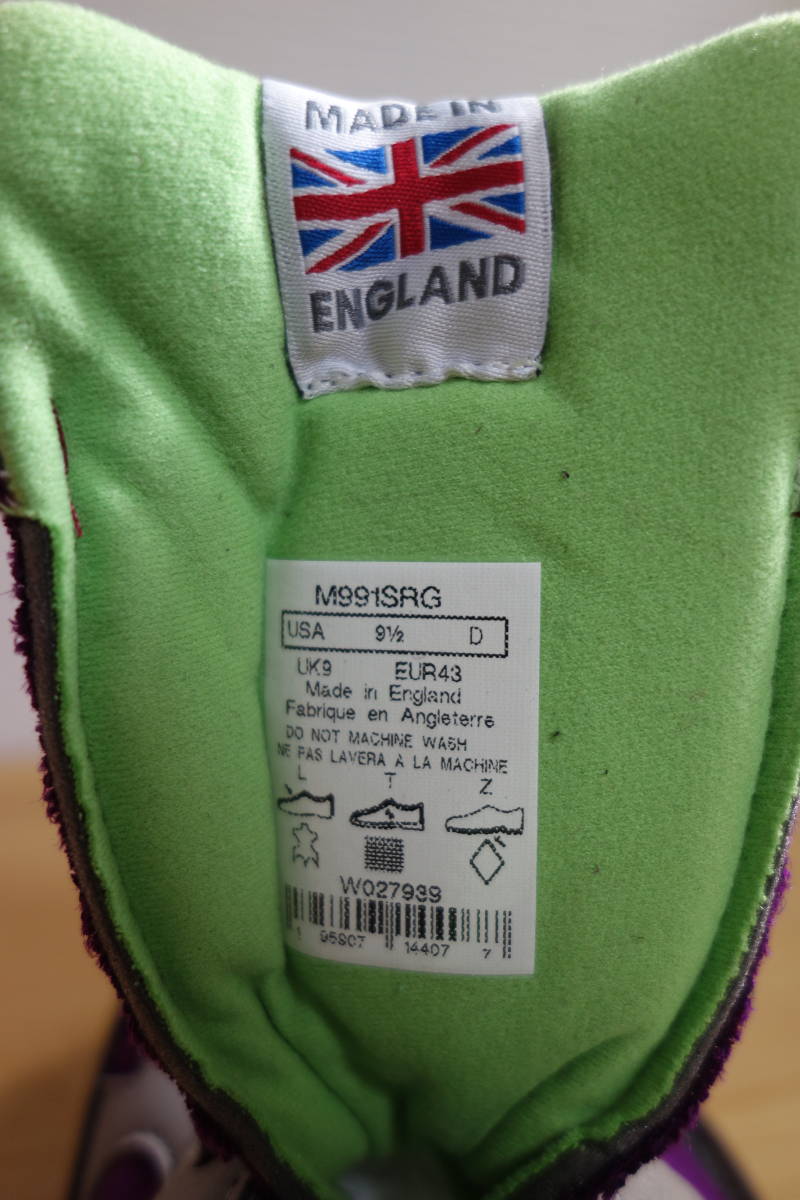 MADE IN
ENGLAND
M991SRG
USA 9½ D
UK9 EUR43
Made in England
Fabrique en Angleterre
DO NOT MACHINE WASH
NE PAS LAVERA A LA MACHINE
L T Z
W027939
1 95907 14407 7